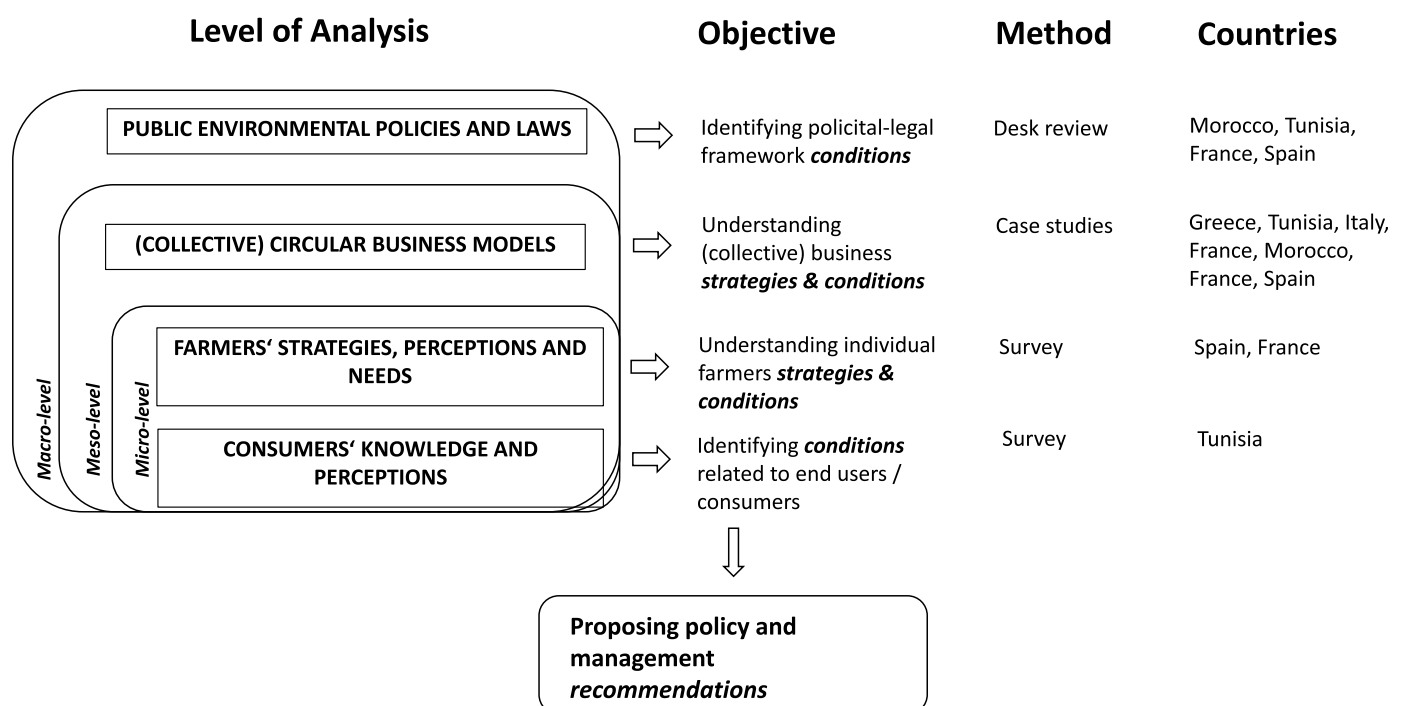 Level of Analysis
Objective
Method
Countries
PUBLIC ENVIRONMENTAL POLICIES AND LAWS
Identifying policital-legal
framework conditions
Desk review
Morocco, Tunisia,
France, Spain
(COLLECTIVE) CIRCULAR BUSINESS MODELS
Understanding
(collective) business
strategies & conditions
Case studies
Greece, Tunisia, Italy,
France, Morocco,
France, Spain
FARMERS‘ STRATEGIES, PERCEPTIONS AND
NEEDS
Understanding individual
farmers strategies &
conditions
Survey
Spain, France
CONSUMERS‘ KNOWLEDGE AND
PERCEPTIONS
Identifying conditions
related to end users /
consumers
Survey
Tunisia
Macro-level
Meso-level
Micro-level
Proposing policy and
management
recommendations